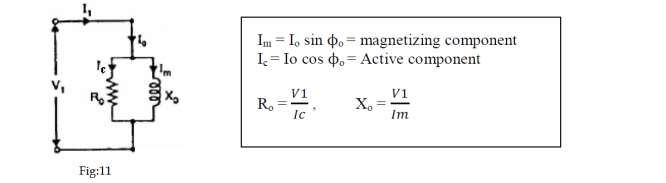 I₁
I₀
Ic Im
V₁ R₀ X₀
Fig:11
Iₘ = Iₒ sin ϕₒ = magnetizing component
I꜀ = Io cos ϕₒ = Active component
Rₒ = V1/Ic , Xₒ = V1/Im